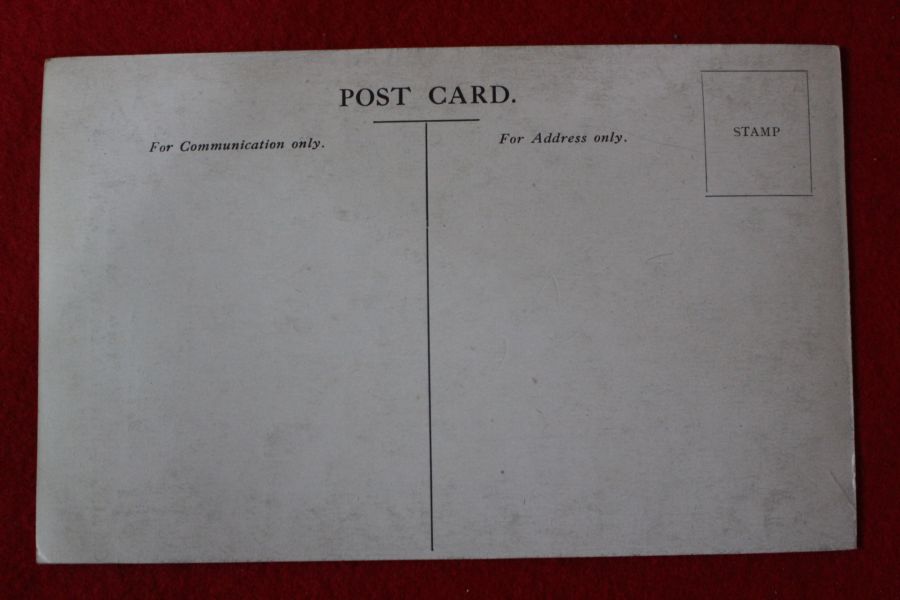 POST CARD.
For Communication only.
For Address only.
STAMP